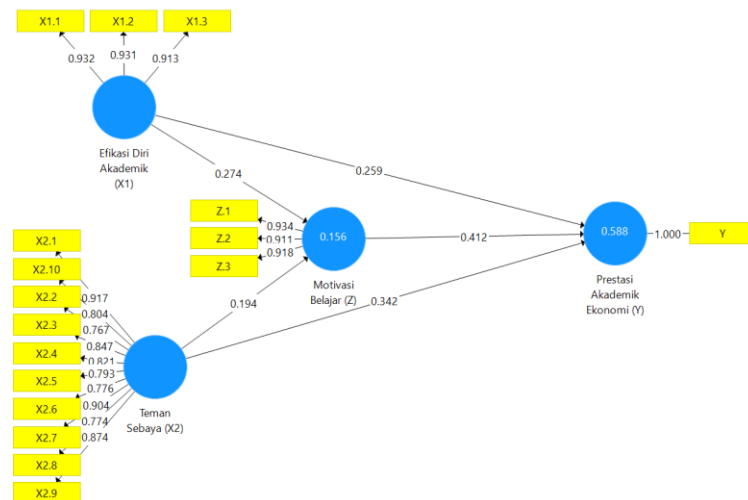 X1.1
X1.2
X1.3
0.932
0.931
0.913
Efikasi Diri
Akademik
(X1)
0.274
0.259
Z.1
Z.2
Z.3
0.934
0.911
0.918
0.156
Motivasi
Belajar (Z)
0.412
0.588
1.000
Y
Prestasi
Akademik
Ekonomi (Y)
0.194
0.342
X2.1
X2.10
X2.2
X2.3
X2.4
X2.5
X2.6
X2.7
X2.8
X2.9
0.917
0.804
0.767
0.847
0.821
0.793
0.776
0.904
0.774
0.874
Teman
Sebaya (X2)